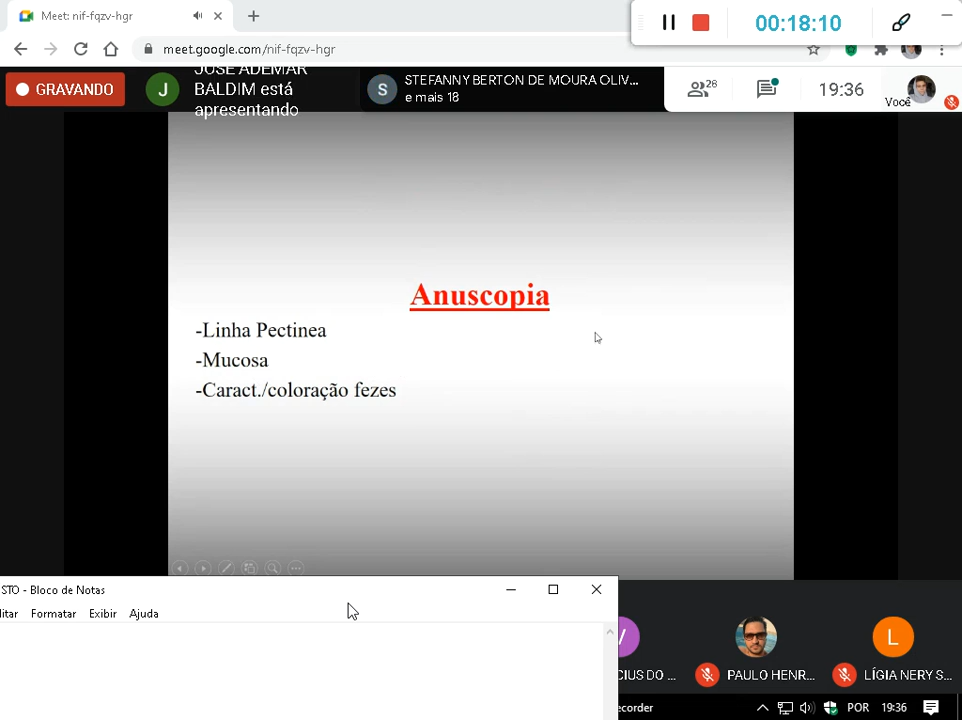 Meet: nif-fqzv-hgr
00:18:10
meet.google.com/nif-fqzv-hgr
GRAVANDO
J
JOSE ADEMAR
BALDIM está
apresentando
S
STEFANNY BERTON DE MOURA OLIV...
e mais 18
28
19:36
Você
Anuscopia
-Linha Pectinea
-Mucosa
-Caract./coloração fezes
STO - Bloco de Notas
litar Formatar Exibir Ajuda
V
L
CIUS DO ...
PAULO HENR...
LÍGIA NERY S...
ecorder
POR
19:36